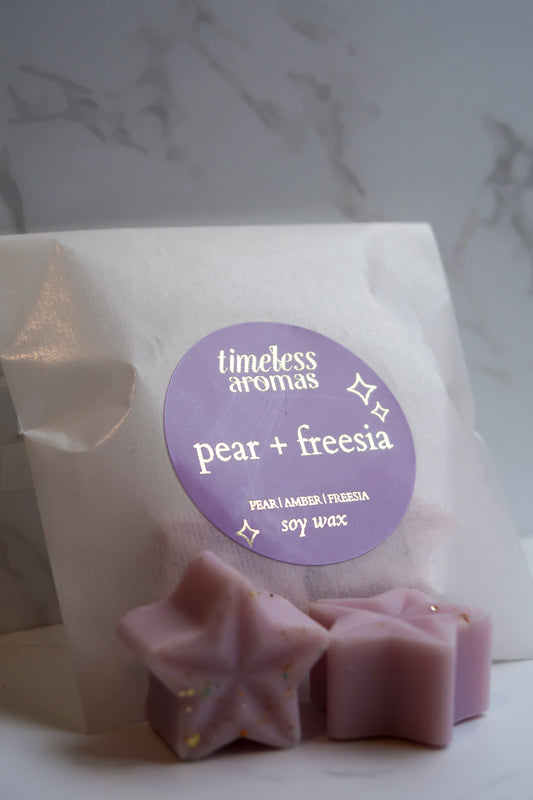 timeless
aromas
pear + freesia
PEAR | AMBER | FREESIA
soy wax